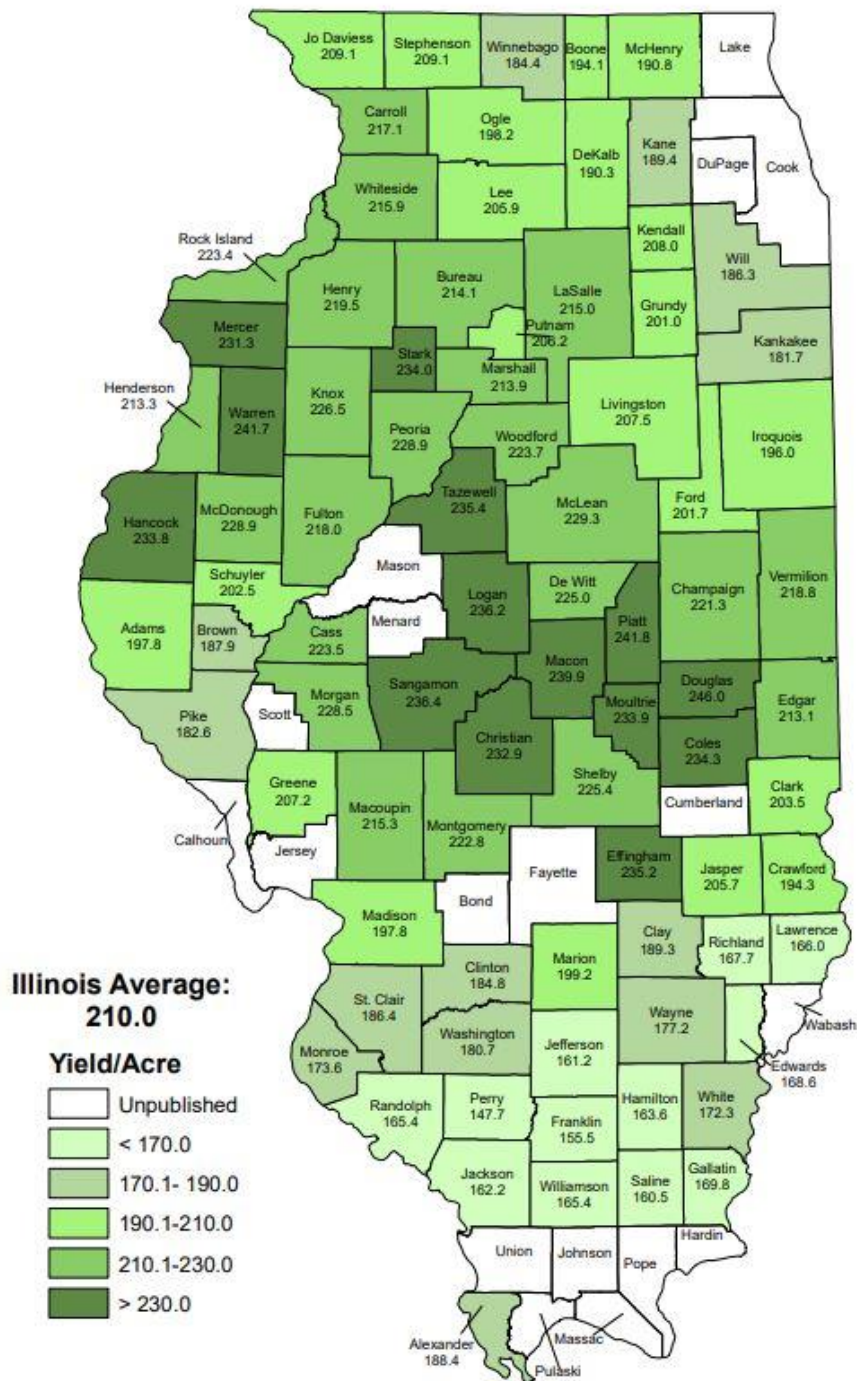 Jo Daviess
209.1
Stephenson
209.1
Winnebago
184.4
Boone
194.1
McHenry
190.8
Lake
Carroll
217.1
Ogle
198.2
DeKalb
190.3
Kane
189.4
DuPage
Cook
Whiteside
215.9
Lee
205.9
Rock Island
223.4
Kendall
208.0
Will
186.3
Henry
219.5
Bureau
214.1
LaSalle
215.0
Grundy
201.0
Mercer
231.3
Putnam
206.2
Kankakee
181.7
Stark
234.0
Marshall
213.9
Henderson
213.3
Warren
241.7
Knox
226.5
Peoria
228.9
Woodford
223.7
Livingston
207.5
Iroquois
196.0
Hancock
233.8
McDonough
228.9
Fulton
218.0
Tazewell
235.4
McLean
229.3
Ford
201.7
Mason
Schuyler
202.5
Logan
236.2
De Witt
225.0
Champaign
221.3
Vermilion
218.8
Adams
197.8
Brown
187.9
Cass
223.5
Menard
Piatt
241.8
Macon
239.9
Pike
182.6
Scott
Morgan
228.5
Sangamon
236.4
Christian
232.9
Moultrie
233.9
Douglas
246.0
Edgar
213.1
Coles
234.3
Greene
207.2
Macoupin
215.3
Montgomery
222.8
Shelby
225.4
Cumberland
Clark
203.5
Calhoun
Jersey
Fayette
Effingham
235.2
Jasper
205.7
Crawford
194.3
Bond
Madison
197.8
Clay
189.3
Richland
167.7
Lawrence
166.0
Clinton
184.8
Marion
199.2
St. Clair
186.4
Wayne
177.2
Wabash
Monroe
173.6
Washington
180.7
Jefferson
161.2
Edwards
168.6
Randolph
165.4
Perry
147.7
Hamilton
163.6
White
172.3
Franklin
155.5
Jackson
162.2
Williamson
165.4
Saline
160.5
Gallatin
169.8
Union
Johnson
Pope
Hardin
Alexander
188.4
Pulaski
Massac
Illinois Average:
210.0
Yield/Acre
Unpublished
< 170.0
170.1- 190.0
190.1-210.0
210.1-230.0
> 230.0